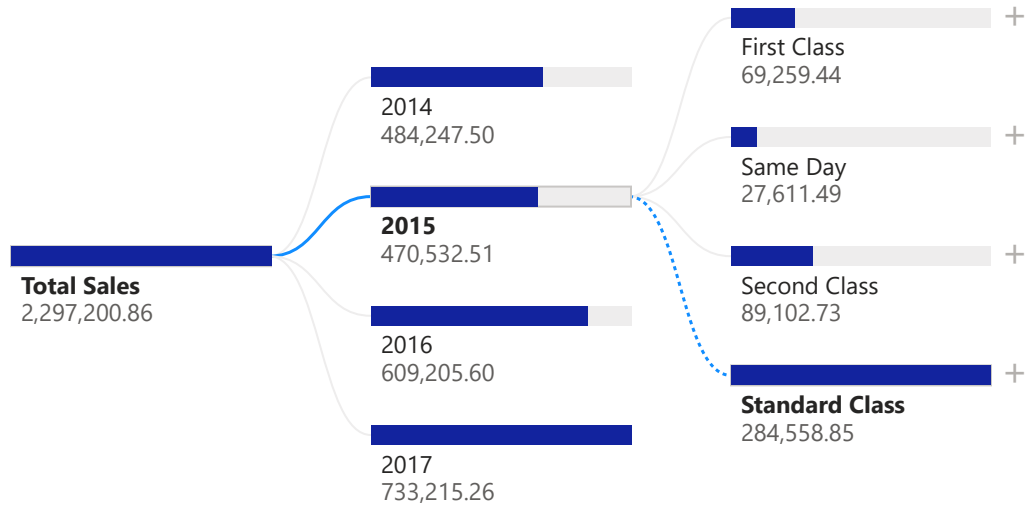 Total Sales
2,297,200.86
2014
484,247.50
2015
470,532.51
2016
609,205.60
2017
733,215.26
First Class
69,259.44
Same Day
27,611.49
Second Class
89,102.73
Standard Class
284,558.85